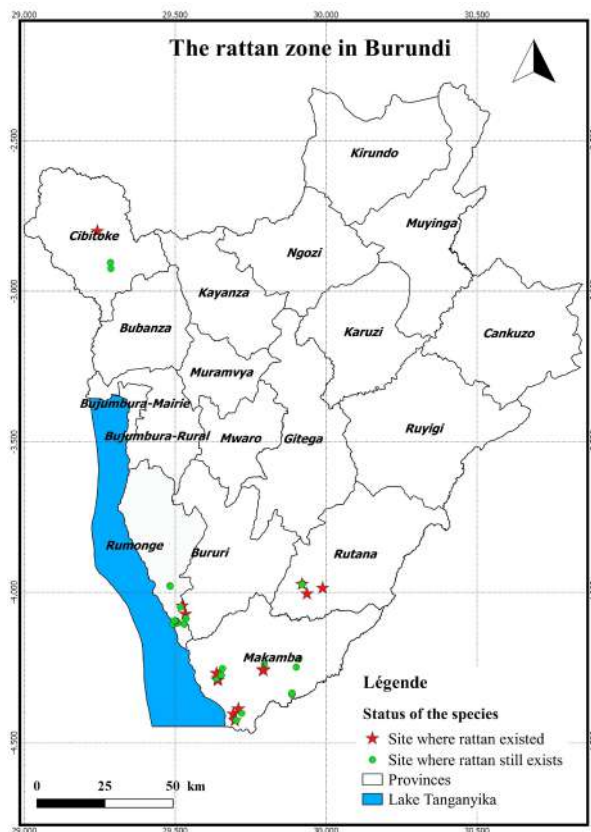 29.000 29.500 30.000 30.500
The rattan zone in Burundi
-2.500
Kirundo
Muyinga
Cibitoke
Ngozi
-3.000
Kayanza
Bubanza
Karuzi
Cankuzo
Muramvya
Bujumbura-Mairie
Bujumbura-Rural
Mwaro
Gitega
Ruyigi
-3.500
Rumonge
Bururi
Rutana
-4.000
Makamba
Légende
Status of the species
Site where rattan existed
Site where rattan still exists
Provinces
Lake Tanganyika
-4.500
0 25 50 km
29.000 29.500 30.000 30.500